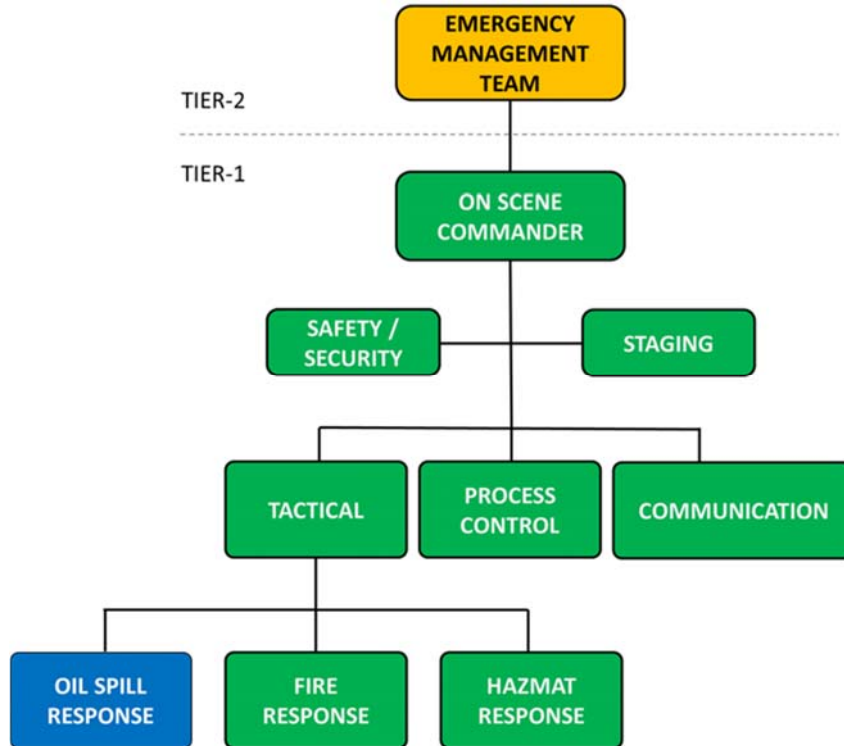 EMERGENCY
MANAGEMENT
TEAM
TIER-2
TIER-1
ON SCENE
COMMANDER
SAFETY /
SECURITY
STAGING
TACTICAL
PROCESS
CONTROL
COMMUNICATION
OIL SPILL
RESPONSE
FIRE
RESPONSE
HAZMAT
RESPONSE